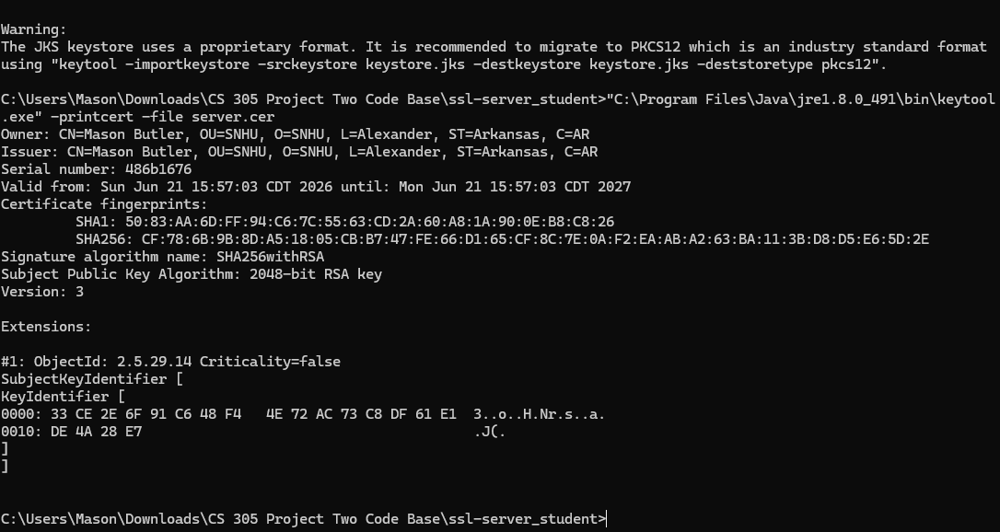 Warning:
The JKS keystore uses a proprietary format. It is recommended to migrate to PKCS12 which is an industry standard format
using "keytool -importkeystore -srckeystore keystore.jks -destkeystore keystore.jks -deststoretype pkcs12".
C:\Users\Mason\Downloads\CS 305 Project Two Code Base\ssl-server_student>"C:\Program Files\Java\jre1.8.0_491\bin\keytool
.exe" -printcert -file server.cer
Owner: CN=Mason Butler, OU=SNHU, O=SNHU, L=Alexander, ST=Arkansas, C=AR
Issuer: CN=Mason Butler, OU=SNHU, O=SNHU, L=Alexander, ST=Arkansas, C=AR
Serial number: 486b1676
Valid from: Sun Jun 21 15:57:03 CDT 2026 until: Mon Jun 21 15:57:03 CDT 2027
Certificate fingerprints:
         SHA1: 50:83:AA:6D:FF:94:C6:7C:55:63:CD:2A:60:A8:1A:90:0E:B8:C8:26
         SHA256: CF:78:6B:9B:8D:A5:18:05:CB:B7:47:FE:66:D1:65:CF:8C:7E:0A:F2:EA:AB:A2:63:BA:11:3B:D8:D5:E6:5D:2E
Signature algorithm name: SHA256withRSA
Subject Public Key Algorithm: 2048-bit RSA key
Version: 3
Extensions:
#1: ObjectId: 2.5.29.14 Criticality=false
SubjectKeyIdentifier [
KeyIdentifier [
0000: 33 CE 2E 6F 91 C6 48 F4   4E 72 AC 73 C8 DF 61 E1  3..o..H.Nr.s..a.
0010: DE 4A 28 E7                                        .J(.
]
]
C:\Users\Mason\Downloads\CS 305 Project Two Code Base\ssl-server_student>